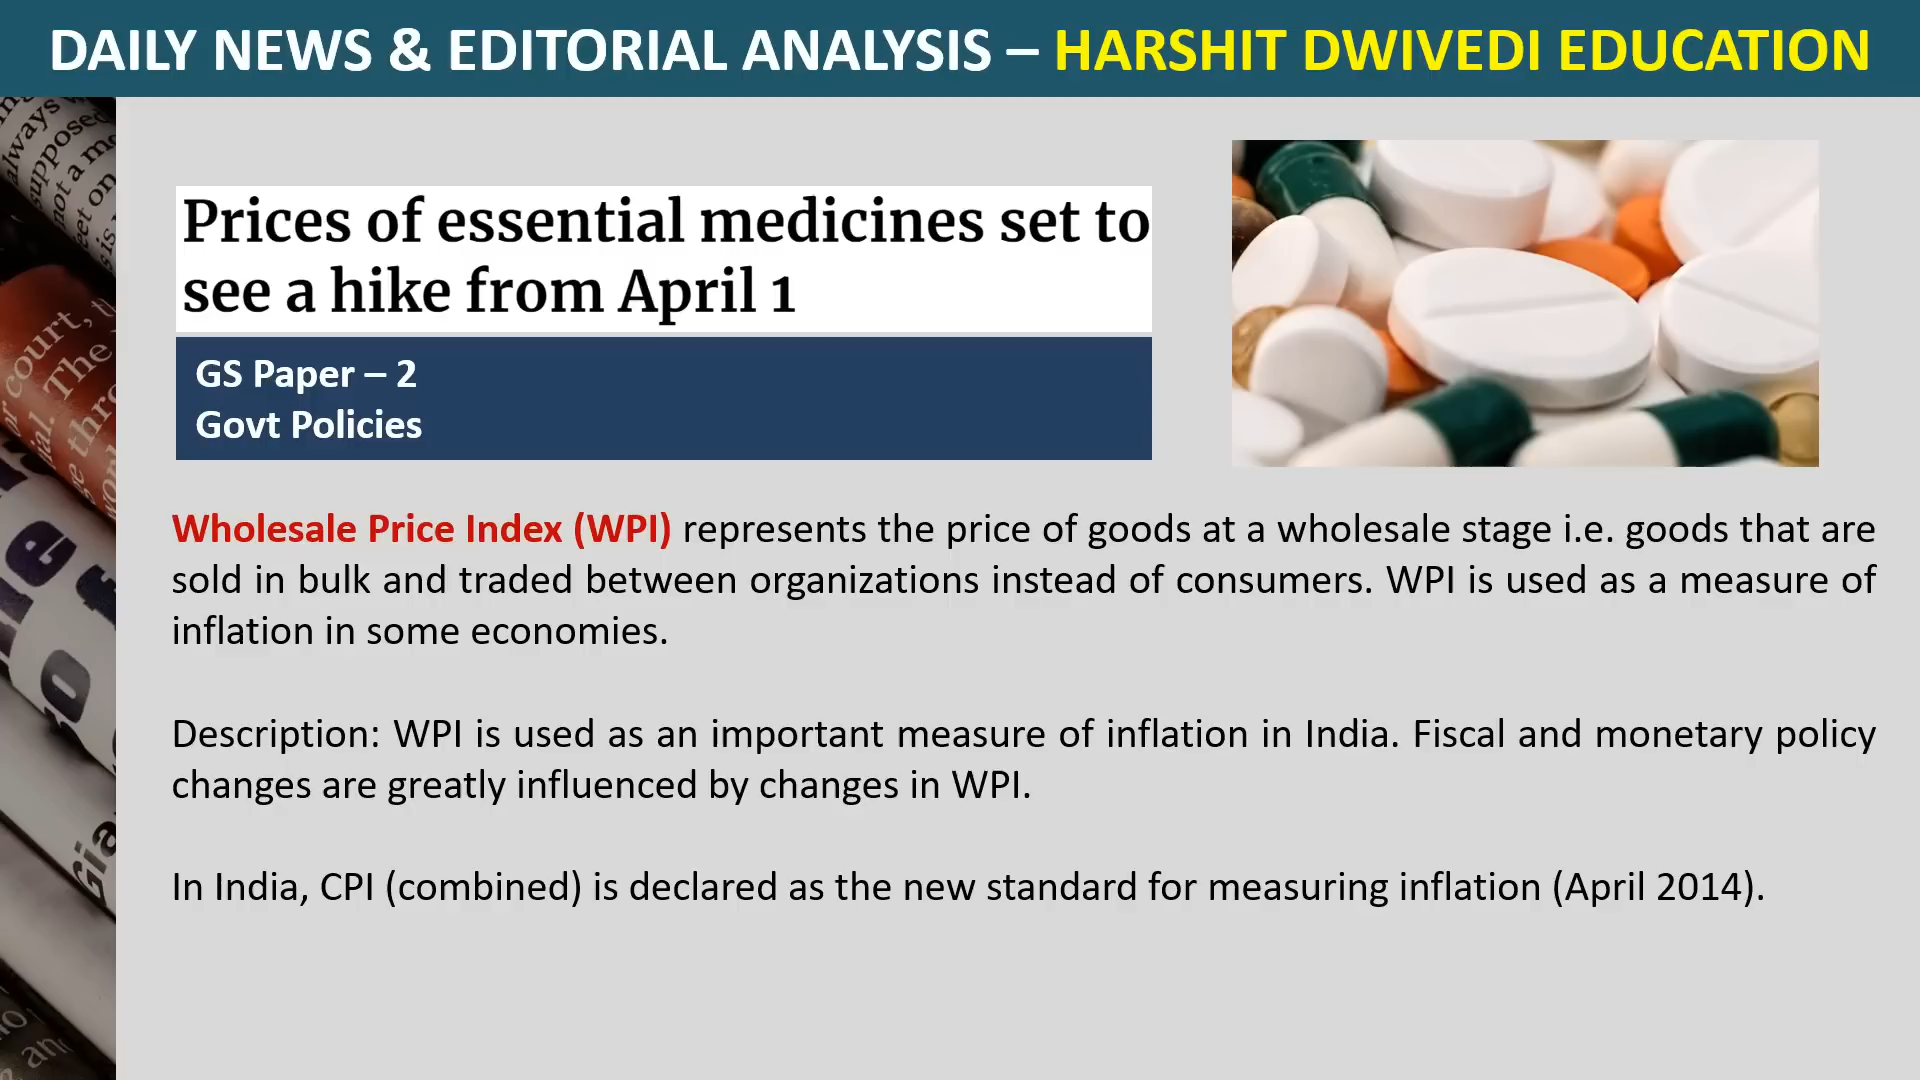 DAILY NEWS & EDITORIAL ANALYSIS – HARSHIT DWIVEDI EDUCATION
always
supposed
not a
court,
The
Prices of essential medicines set to
see a hike from April 1
GS Paper – 2
Govt Policies
Wholesale Price Index (WPI) represents the price of goods at a wholesale stage i.e. goods that are
sold in bulk and traded between organizations instead of consumers. WPI is used as a measure of
inflation in some economies.
Description: WPI is used as an important measure of inflation in India. Fiscal and monetary policy
changes are greatly influenced by changes in WPI.
In India, CPI (combined) is declared as the new standard for measuring inflation (April 2014).